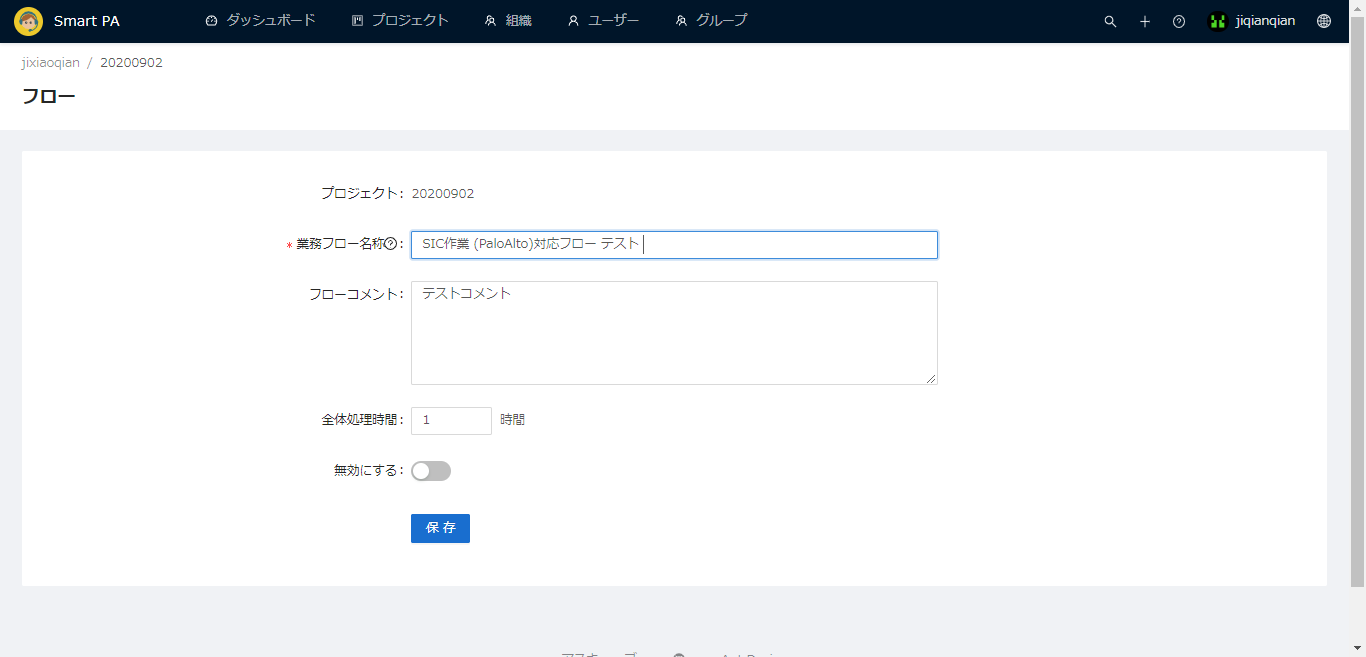 Smart PA ダッシュボード プロジェクト 組織 ユーザー グループ jiqianqian
jixiaoqian / 20200902
フロー
プロジェクト: 20200902
* 業務フロー名称?: SIC作業 (PaloAlto)対応フロー テスト
フローコメント: テストコメント
全体処理時間: 1 時間
無効にする:
保 存